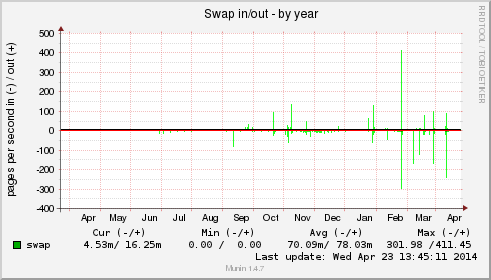 Swap in/out - by year
RRDTOOL / TOBI OETIKER
pages per second in (-) / out (+)
500
400
300
200
100
0
-100
-200
-300
-400
Apr May Jun Jul Aug Sep Oct Nov Dec Jan Feb Mar Apr
Cur (-/+) Min (-/+) Avg (-/+) Max (-/+)
swap 4.53m/ 16.25m 0.00 / 0.00 70.09m/ 78.03m 301.98 /411.45
Last update: Wed Apr 23 13:45:11 2014
Munin 1.4.7